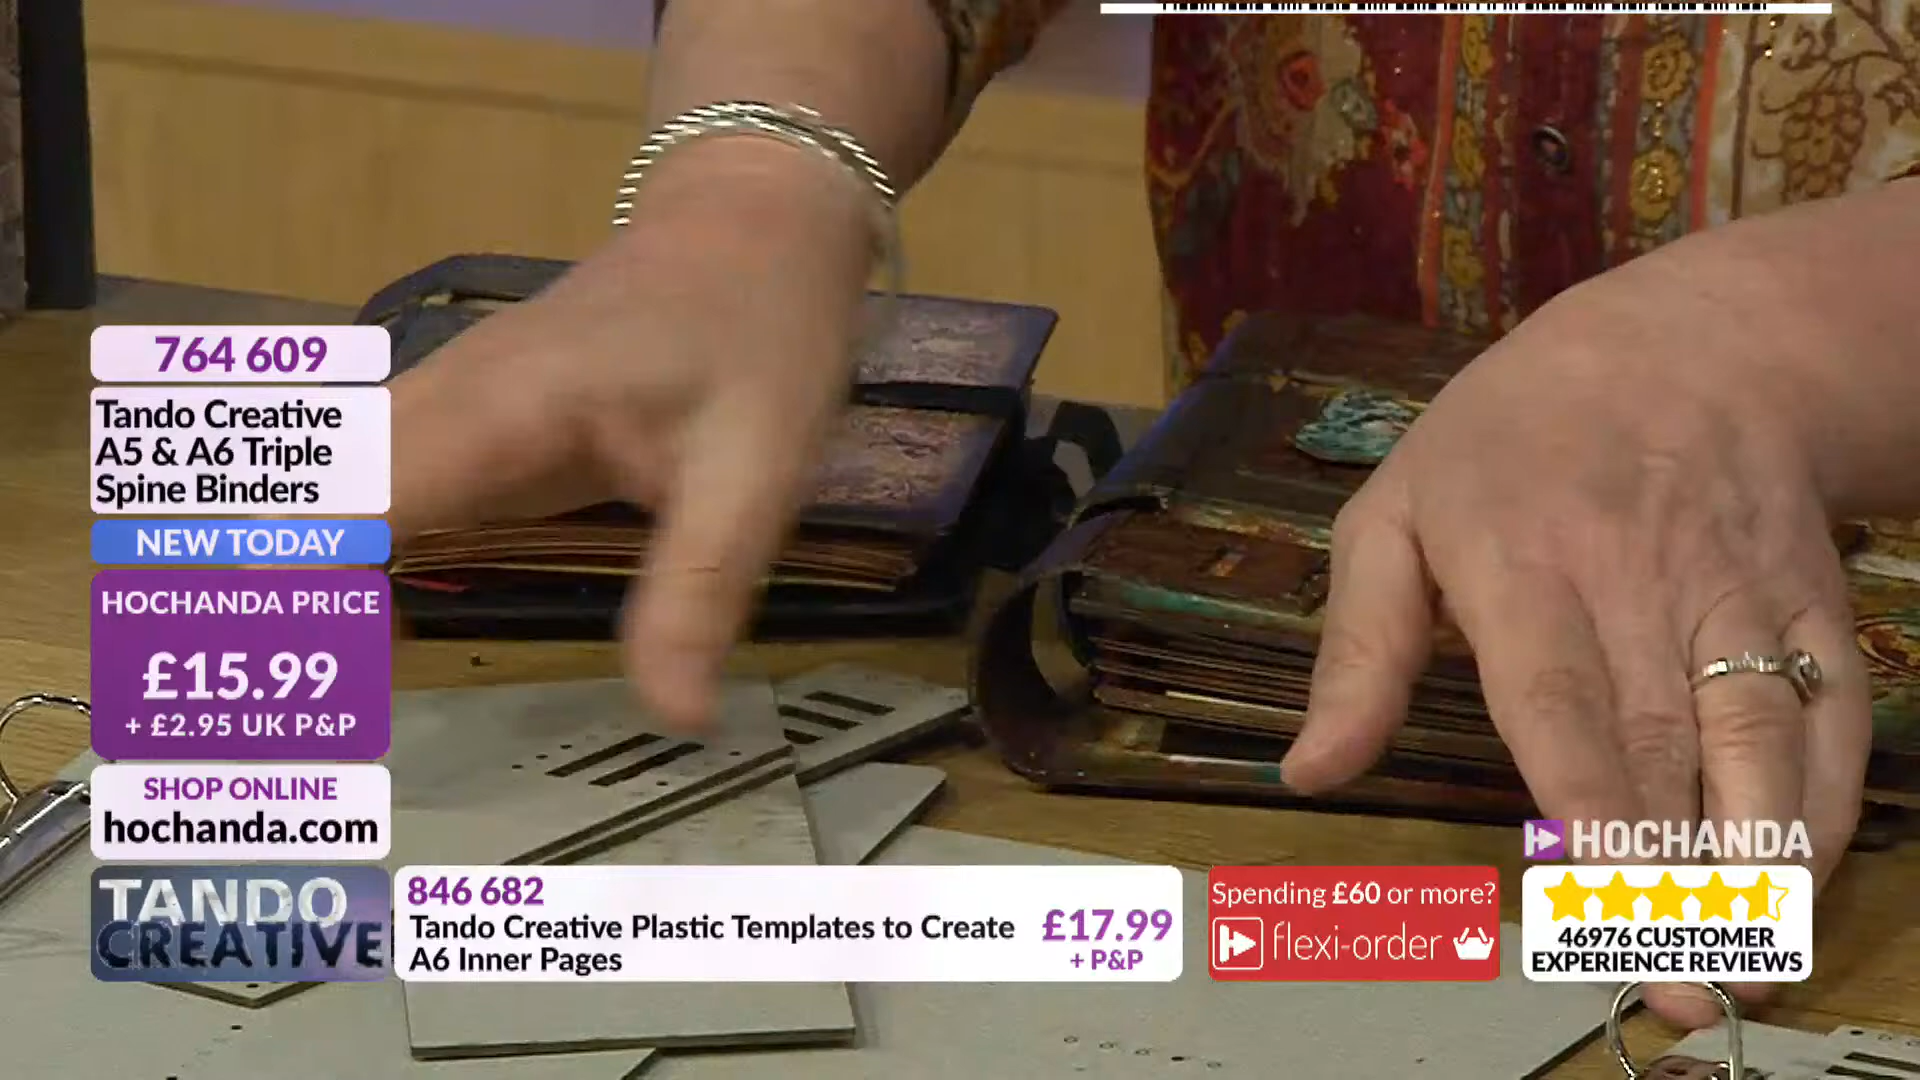 764 609
Tando Creative
A5 & A6 Triple
Spine Binders
NEW TODAY
HOCHANDA PRICE
£15.99
+ £2.95 UK P&P
SHOP ONLINE
hochanda.com
TANDO
CREATIVE
846 682
Tando Creative Plastic Templates to Create
A6 Inner Pages
£17.99
+ P&P
Spending £60 or more?
flexi-order
HOCHANDA
46976 CUSTOMER
EXPERIENCE REVIEWS